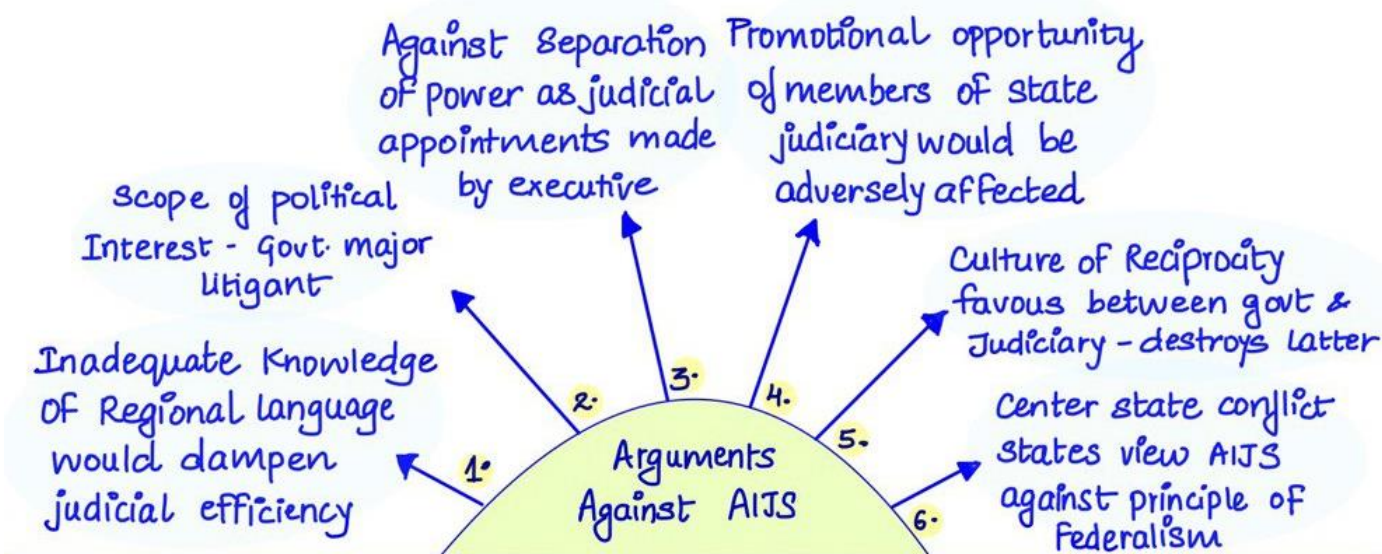 Arguments
Against AIJS
1.
Inadequate Knowledge
of Regional language
would dampen
judicial efficiency
2.
Scope of political
Interest - Govt. major
litigant
3.
Against Separation
of Power as judicial
appointments made
by executive
4.
Promotional opportunity
of members of state
judiciary would be
adversely affected
5.
Culture of Reciprocity
favous between govt &
Judiciary - destroys latter
6.
Center state conflict
states view AIJS
against principle of
Federalism